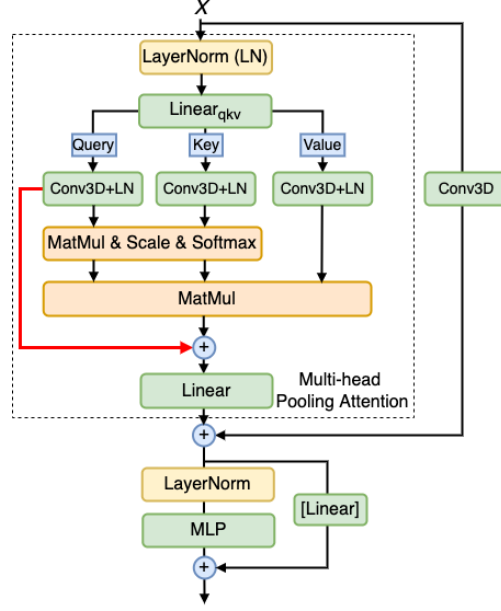 X
LayerNorm (LN)
Linearqkv
Query Key Value
Conv3D+LN Conv3D+LN Conv3D+LN Conv3D
MatMul & Scale & Softmax
MatMul
+
Linear
Multi-head
Pooling Attention
+
LayerNorm
[Linear]
MLP
+